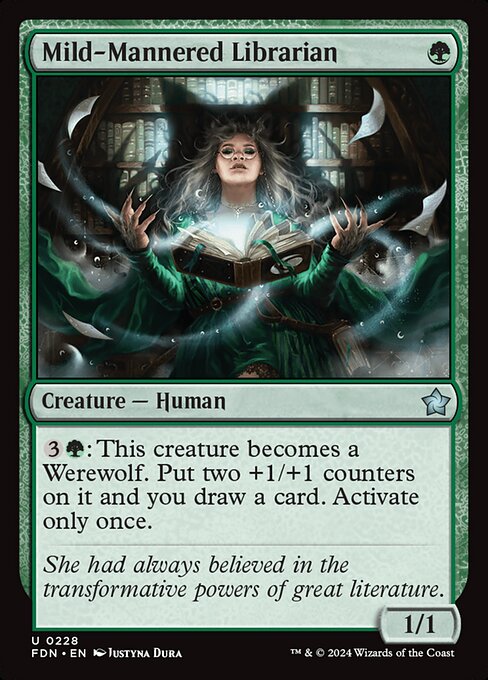 Mild-Mannered Librarian
Creature — Human
3: This creature becomes a
Werewolf. Put two +1/+1 counters
on it and you draw a card. Activate
only once.
She had always believed in the
transformative powers of great literature.
1/1
U 0228
FDN • EN Justyna Dura
™ & © 2024 Wizards of the Coast